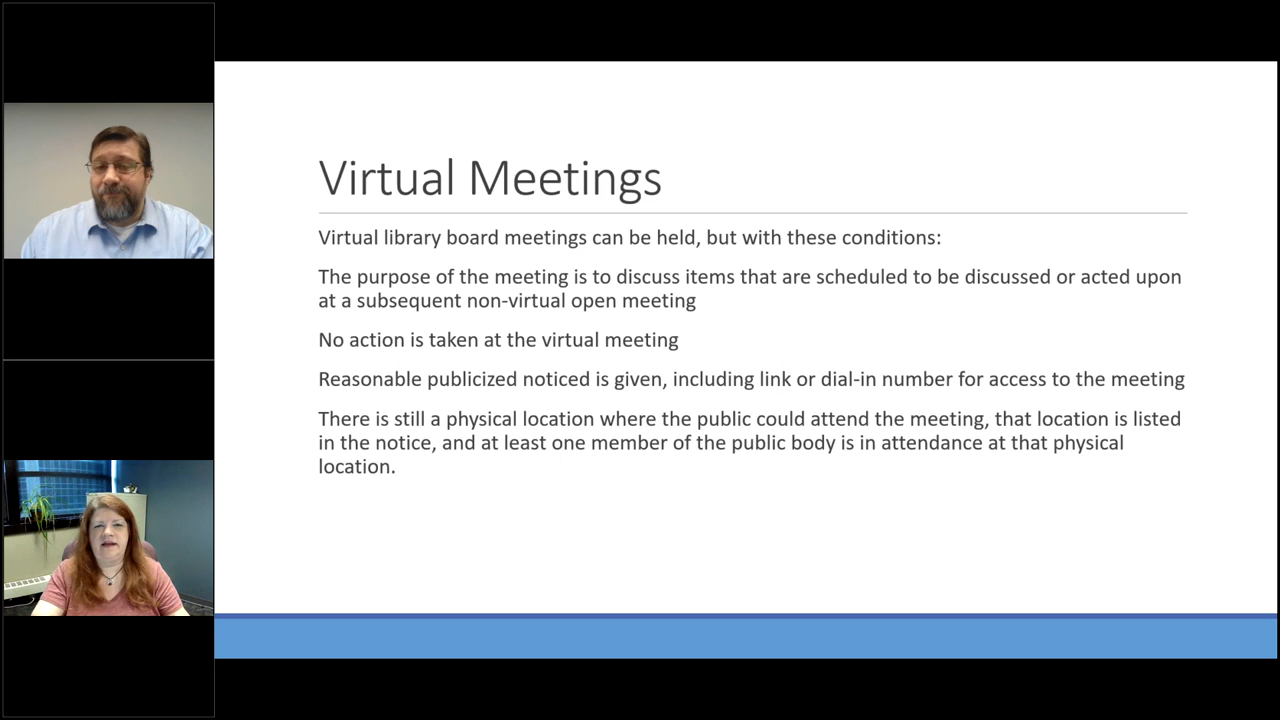 Virtual Meetings
Virtual library board meetings can be held, but with these conditions:
The purpose of the meeting is to discuss items that are scheduled to be discussed or acted upon
at a subsequent non-virtual open meeting
No action is taken at the virtual meeting
Reasonable publicized noticed is given, including link or dial-in number for access to the meeting
There is still a physical location where the public could attend the meeting, that location is listed
in the notice, and at least one member of the public body is in attendance at that physical
location.